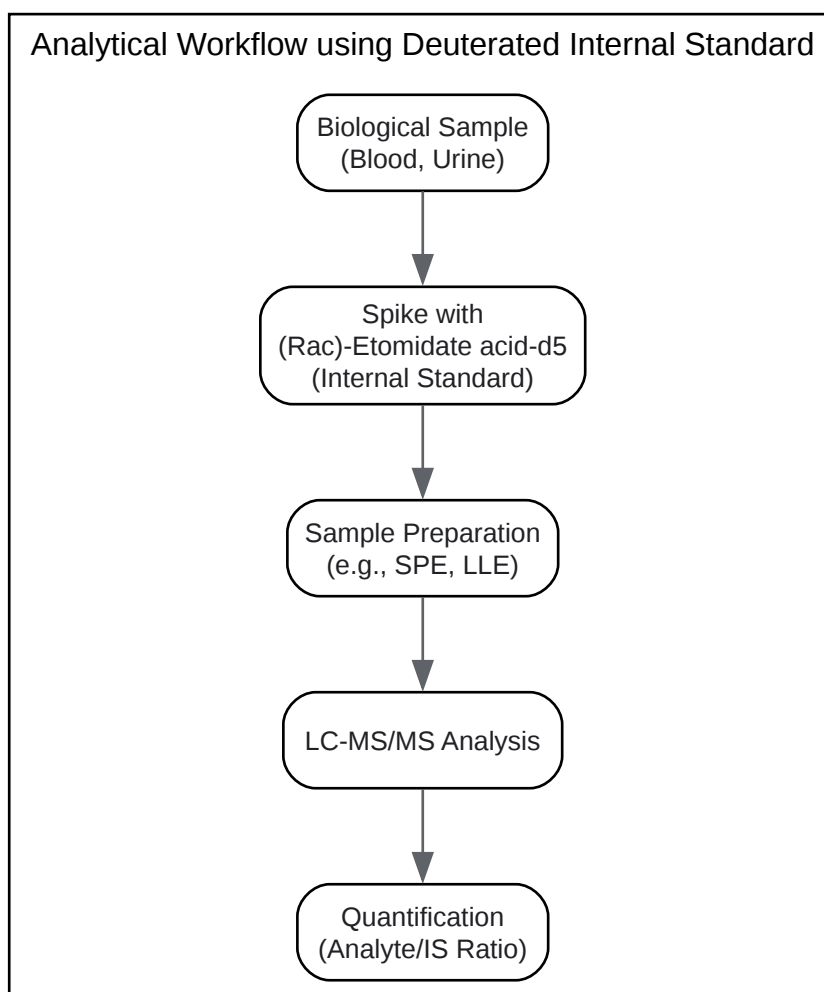 Analytical Workflow using Deuterated Internal Standard
Biological Sample
(Blood, Urine)
Spike with
(Rac)-Etomidate acid-d5
(Internal Standard)
Sample Preparation
(e.g., SPE, LLE)
LC-MS/MS Analysis
Quantification
(Analyte/IS Ratio)